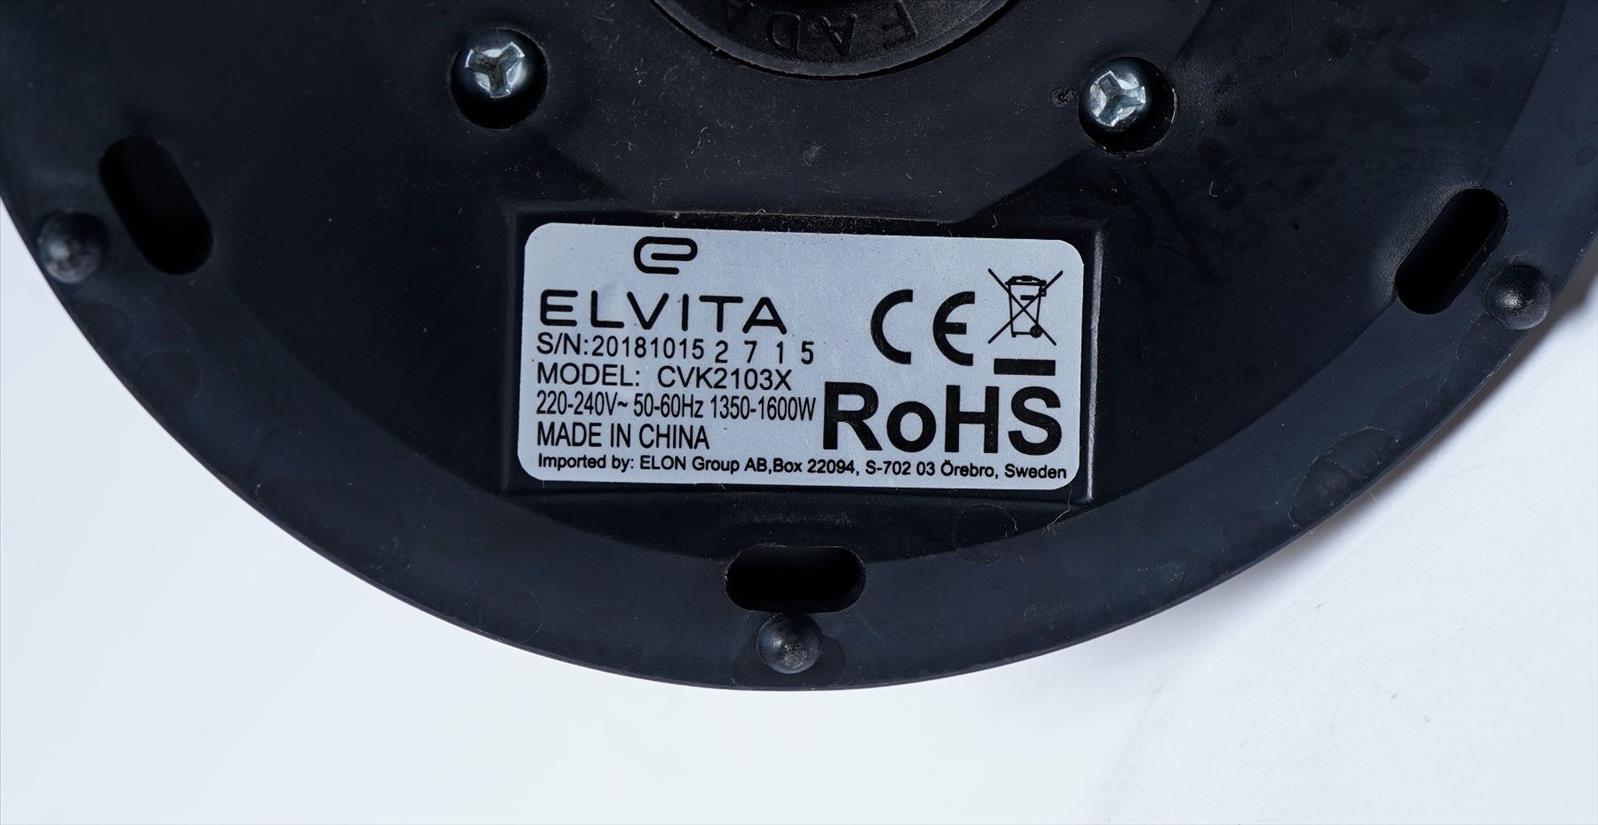 FADA
ELVITA
S/N:20181015 2 7 1 5
MODEL: CVK2103X
220-240V~ 50-60Hz 1350-1600W
MADE IN CHINA
Imported by: ELON Group AB,Box 22094, S-702 03 Örebro, Sweden
CE
RoHS